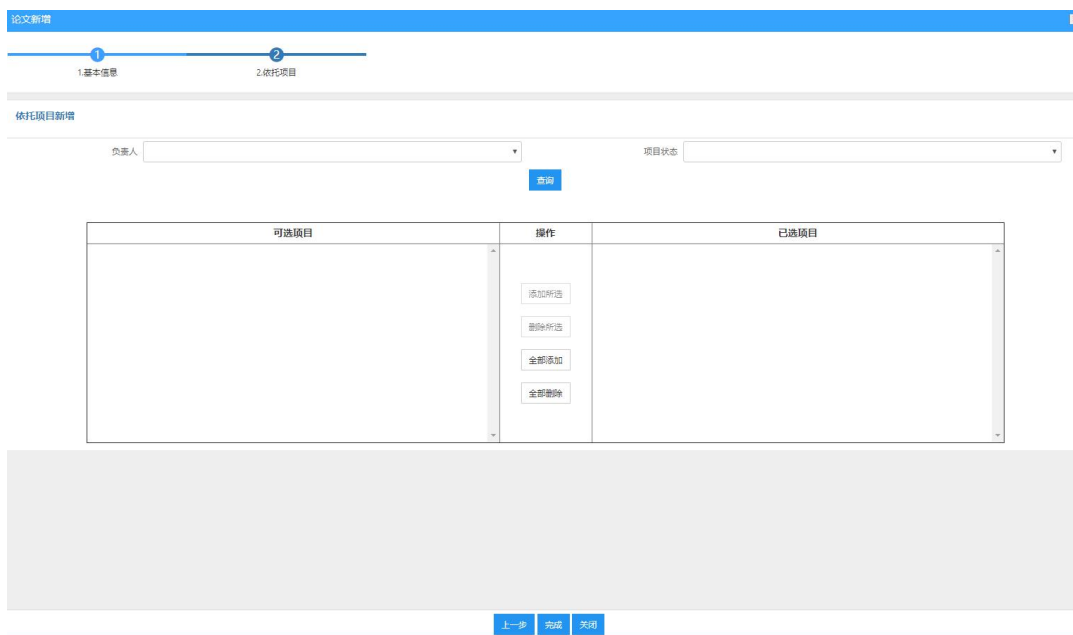 论文新增
1 2
1.基本信息 2.依托项目
依托项目新增
负责人 项目状态
查询
可选项目 操作 已选项目
添加所选
删除所选
全部添加
全部删除
上一步 完成 关闭